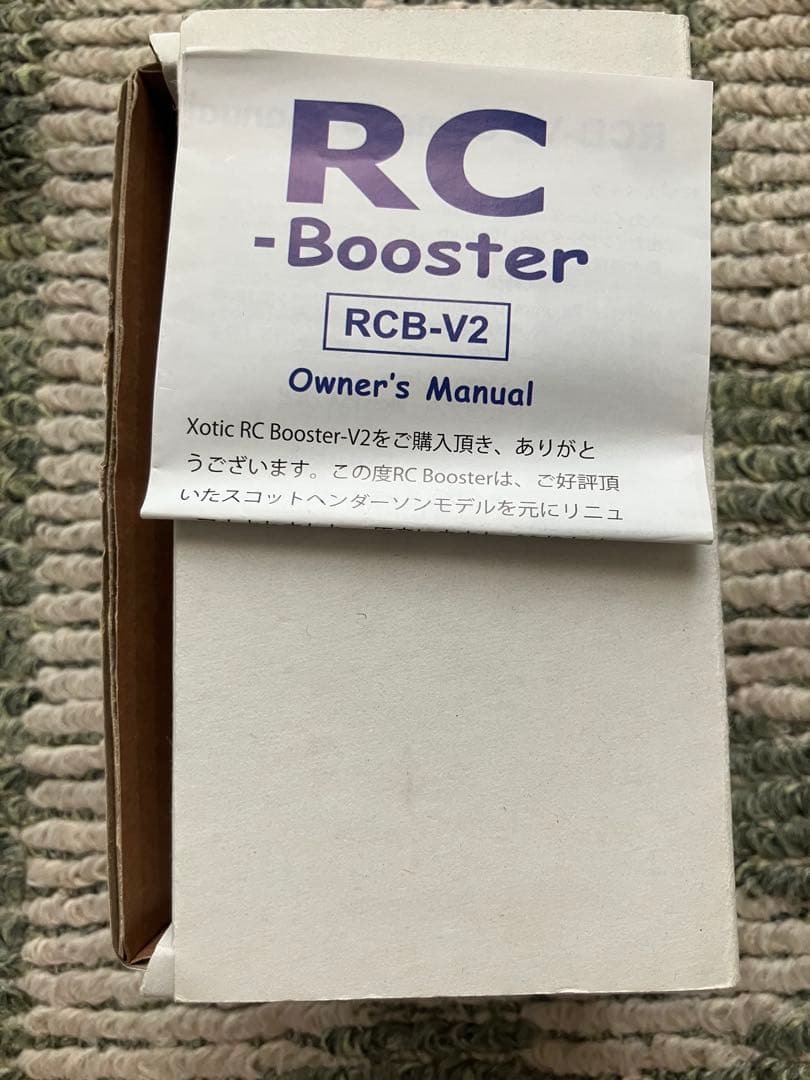 RC
-Booster
RCB-V2
Owner's Manual
Xotic RC Booster-V2をご購入頂き、ありがと
うございます。この度RC Boosterは、ご好評頂
いたスコットヘンダーソンモデルを元にリニュ